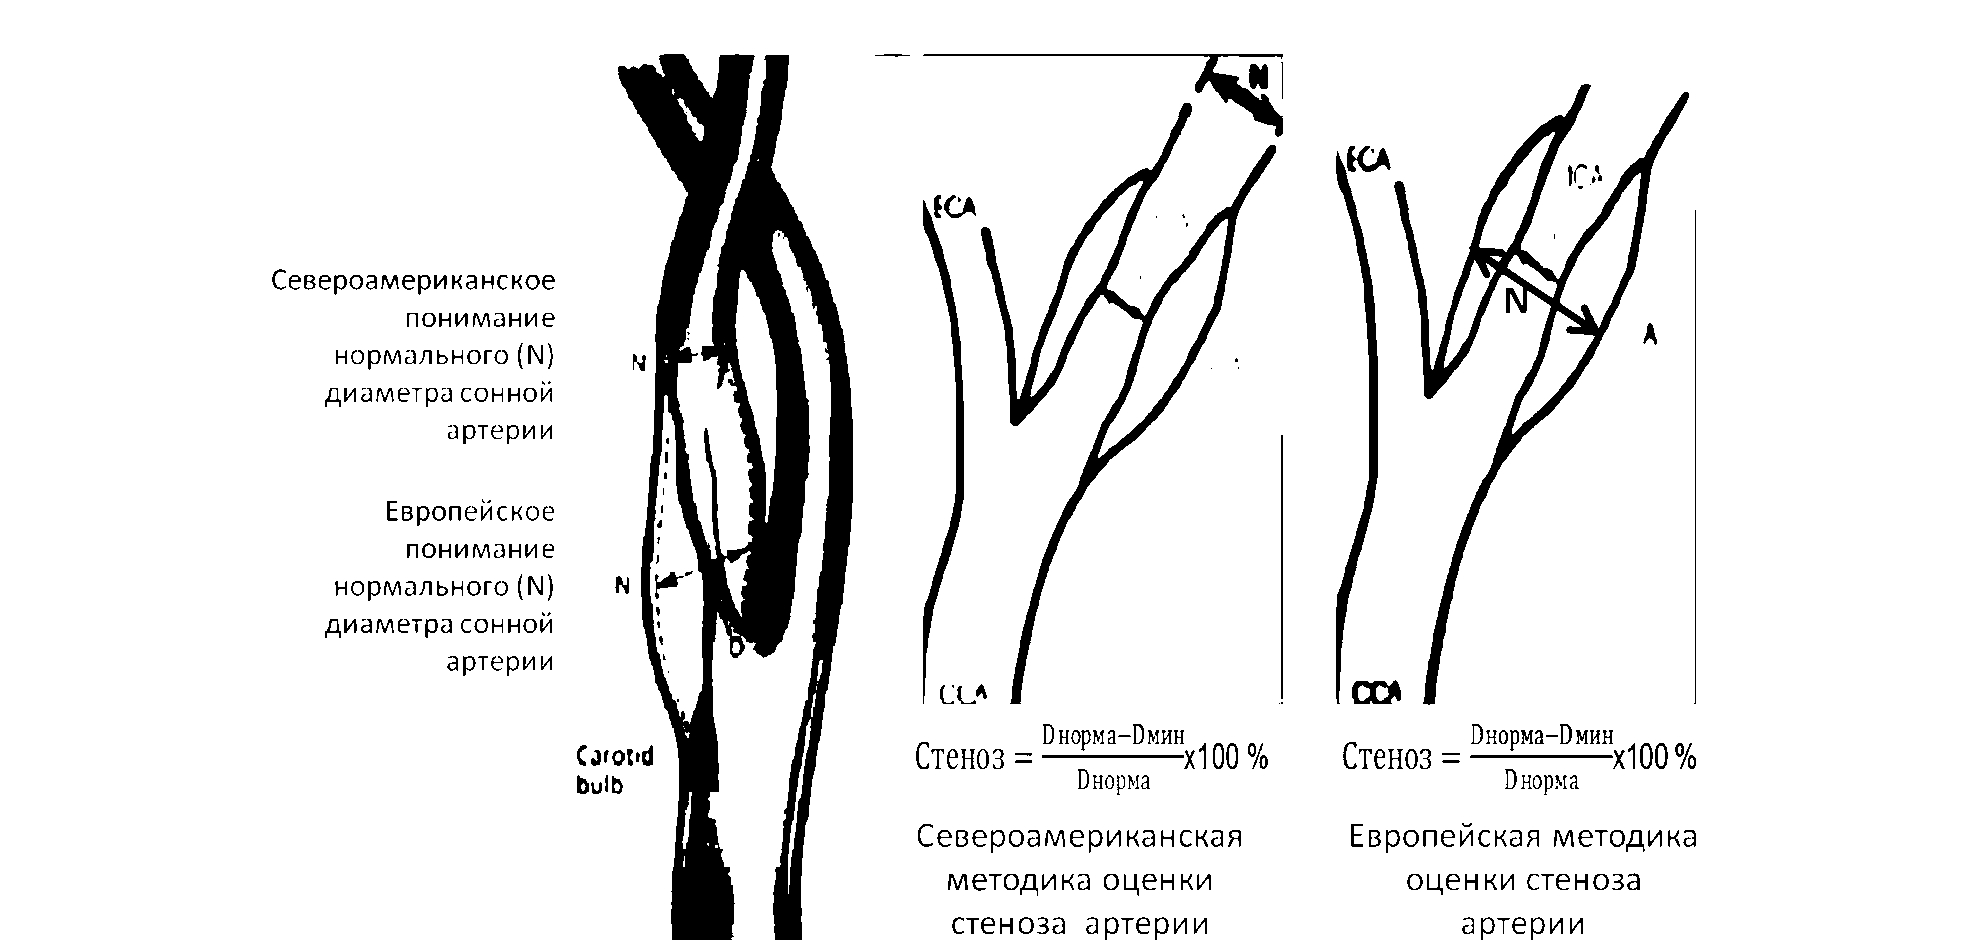 Североамериканское
понимание
нормального (N)
диаметра сонной
артерии
Европейское
понимание
нормального (N)
диаметра сонной
артерии
N
N
D
Carotid
bulb
N
ECA
CCA
Стеноз = Dнорма–Dмин/Dнорма x100 %
Североамериканская
методика оценки
стеноза артерии
ECA
ICA
N
A
CCA
Стеноз = Dнорма–Dмин/Dнорма x100 %
Европейская методика
оценки стеноза
артерии